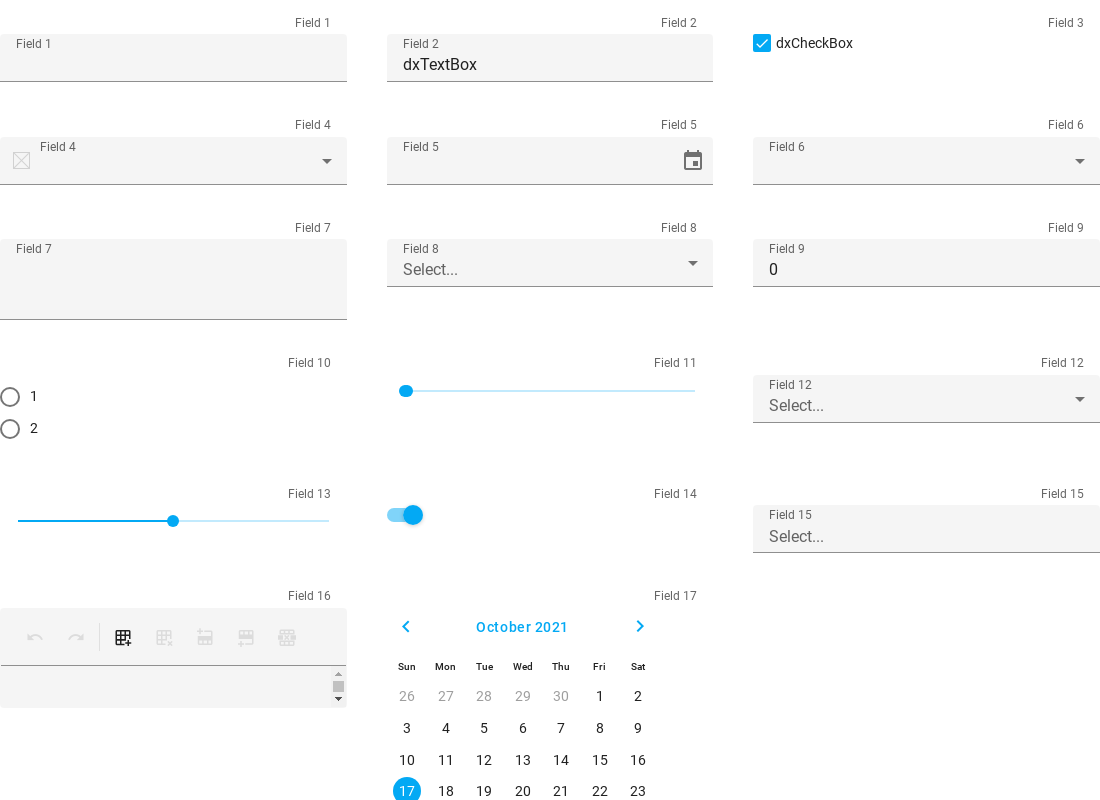 Field 1
Field 1
Field 2
Field 2
dxTextBox
Field 3
dxCheckBox
Field 4
Field 4
Field 5
Field 5
Field 6
Field 6
Field 7
Field 7
Field 8
Field 8
Select...
Field 9
Field 9
0
Field 10
1
2
Field 11
Field 12
Field 12
Select...
Field 13
Field 14
Field 15
Field 15
Select...
Field 16
Field 17
October 2021
Sun Mon Tue Wed Thu Fri Sat
26 27 28 29 30 1 2
3 4 5 6 7 8 9
10 11 12 13 14 15 16
17 18 19 20 21 22 23